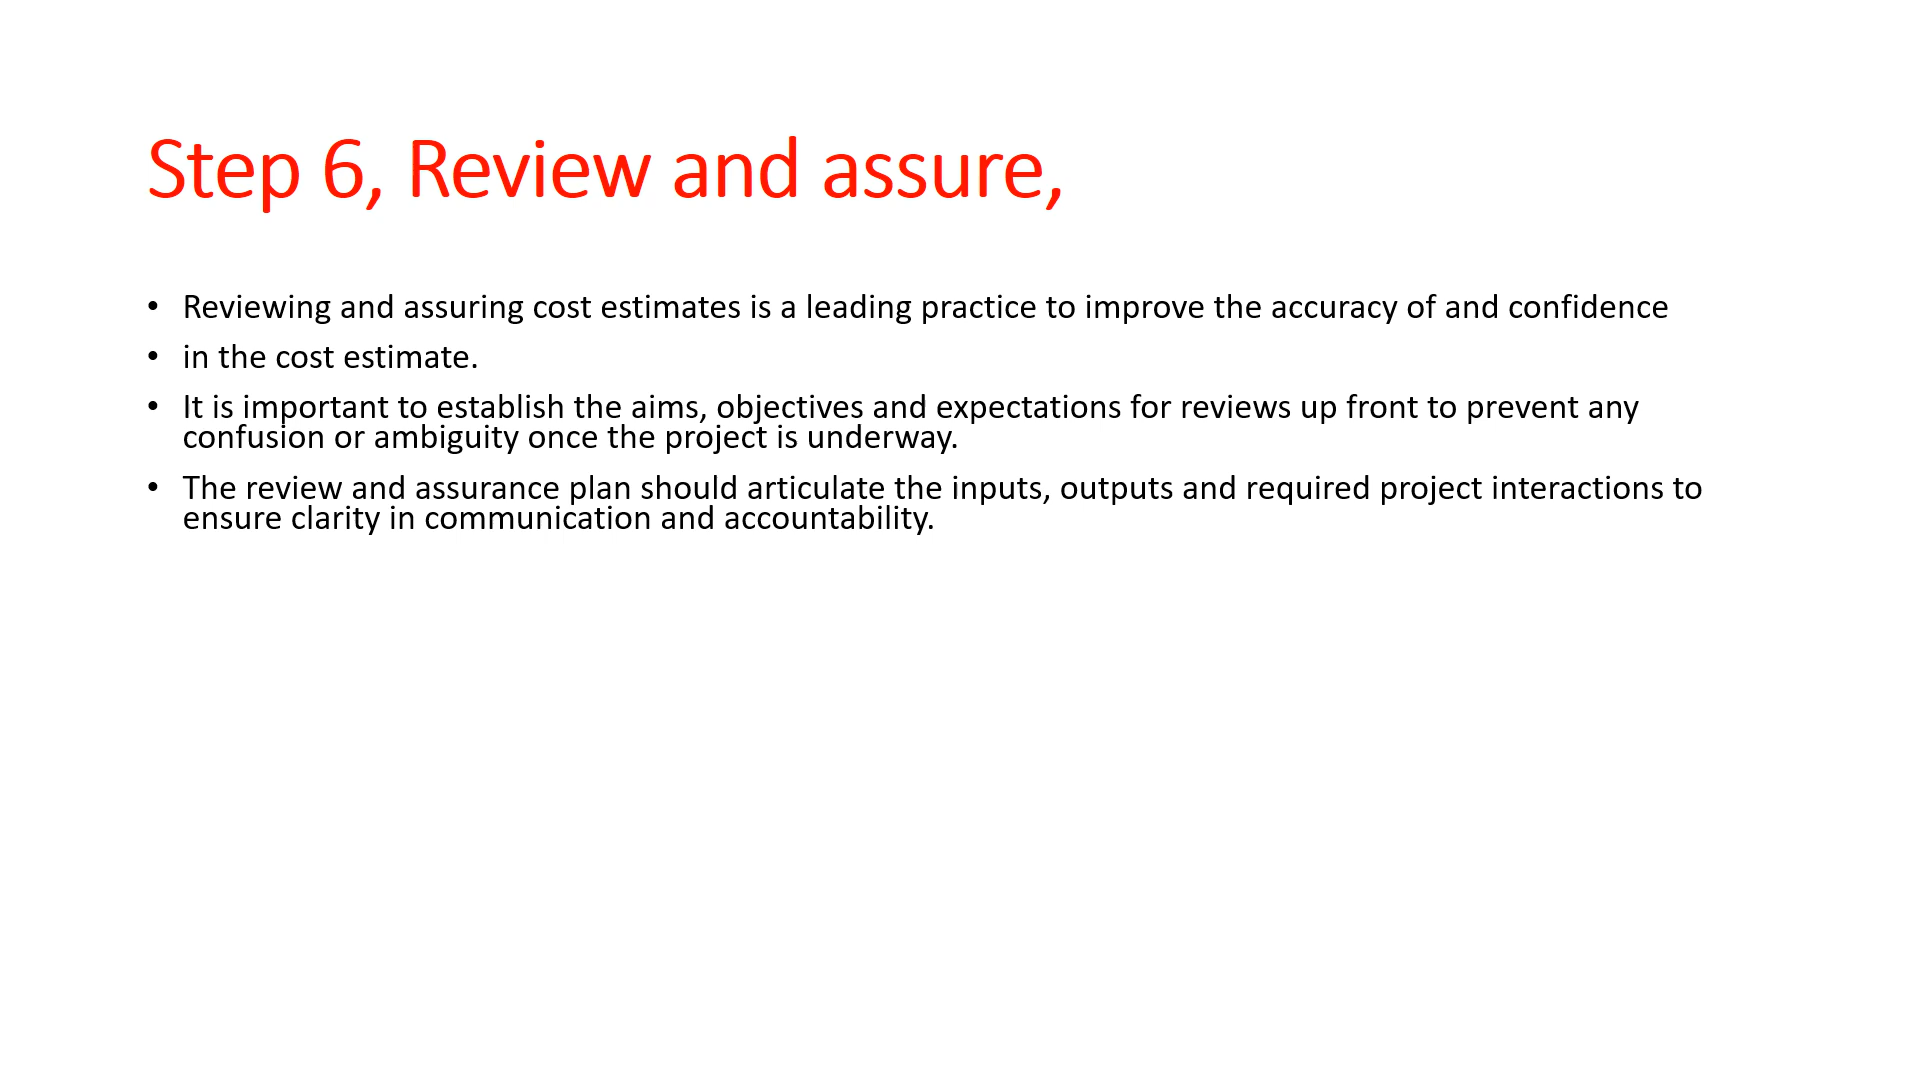 Step 6, Review and assure,
• Reviewing and assuring cost estimates is a leading practice to improve the accuracy of and confidence
• in the cost estimate.
• It is important to establish the aims, objectives and expectations for reviews up front to prevent any
confusion or ambiguity once the project is underway.
• The review and assurance plan should articulate the inputs, outputs and required project interactions to
ensure clarity in communication and accountability.